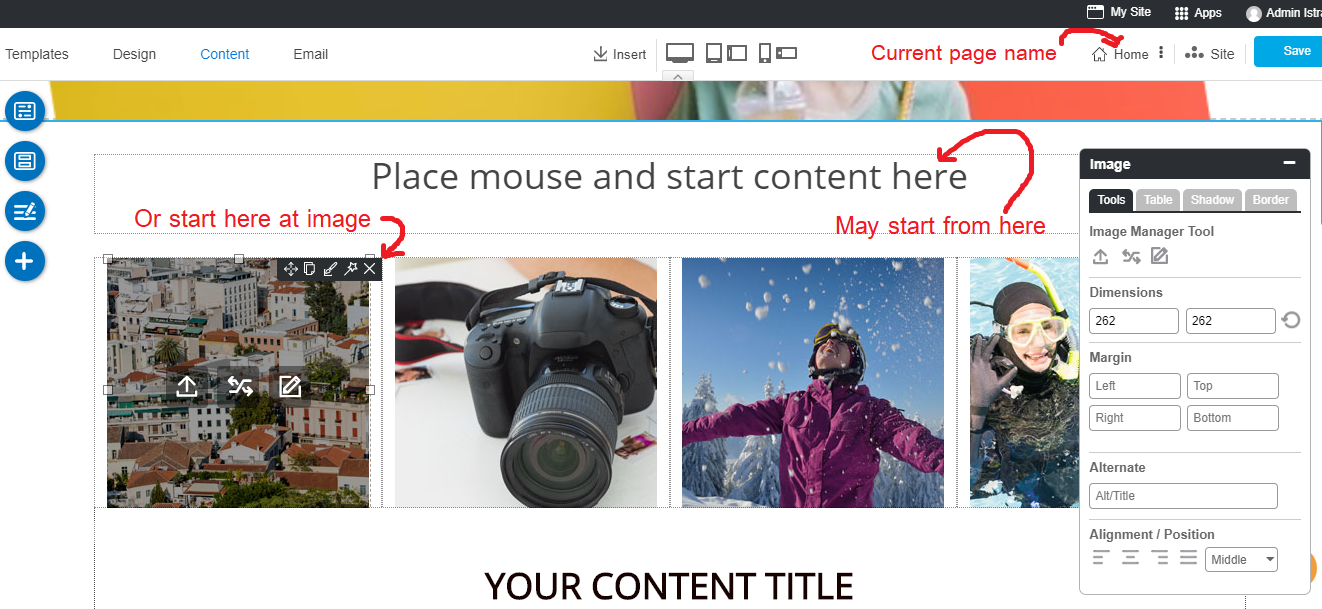 My Site Apps Admin Istra
Templates Design Content Email Insert Current page name Home Site Save
Place mouse and start content here
Or start here at image
May start from here
Image
Tools Table Shadow Border
Image Manager Tool
Dimensions
262 262
Margin
Left Top
Right Bottom
Alternate
Alt/Title
Alignment / Position
Middle
YOUR CONTENT TITLE